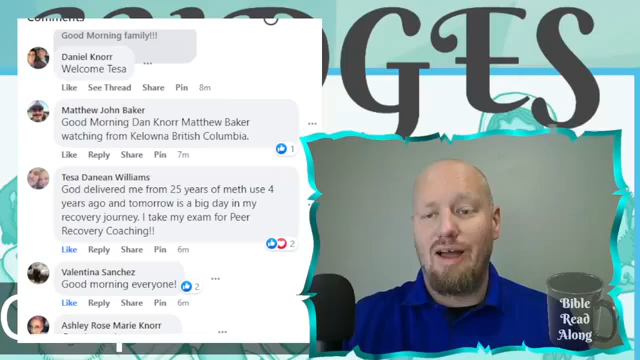 Comments
Good Morning family!!!
Daniel Knorr
Welcome Tesa
Like See Thread Share Pin 8m
Matthew John Baker
Good Morning Dan Knorr Matthew Baker
watching from Kelowna British Columbia.
1
Like Reply Share Pin 7m
Tesa Danean Williams
God delivered me from 25 years of meth use 4
years ago and tomorrow is a big day in my
recovery journey. I take my exam for Peer
Recovery Coaching!!
2
Like Reply Share Pin 6m
Valentina Sanchez
Good morning everyone!
2
Like Reply Share Pin 6m
Ashley Rose Marie Knorr
Bible
Read
Along